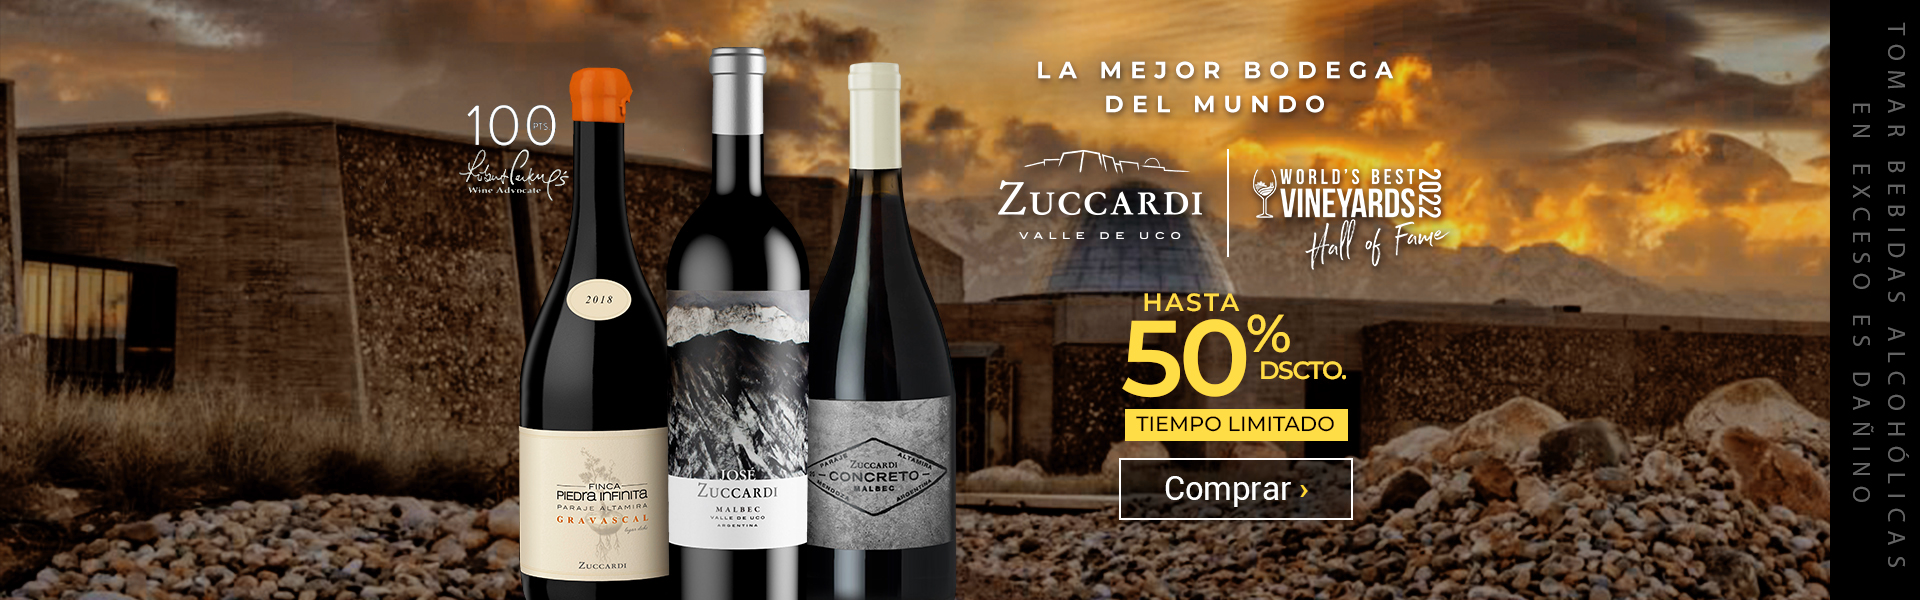 100
PTS
Robert Parker's
Wine Advocate
2018
FINCA
PIEDRA INFINITA
PARAJE ALTAMIRA
GRAVASCAL
ZUCCARDI
JOSÉ
ZUCCARDI
MALBEC
VALLE DE UCO
ARGENTINA
PARAJE ALTAMIRA
ZUCCARDI
CONCRETO
MALBEC
MENDOZA ARGENTINA
LA MEJOR BODEGA
DEL MUNDO
ZUCCARDI
VALLE DE UCO
WORLD'S BEST
VINEYARDS
2022
Hall of Fame
HASTA
50%
DSCTO.
TIEMPO LIMITADO
Comprar ›
TOMAR BEBIDAS ALCOHÓLICAS
EN EXCESO ES DAÑINO